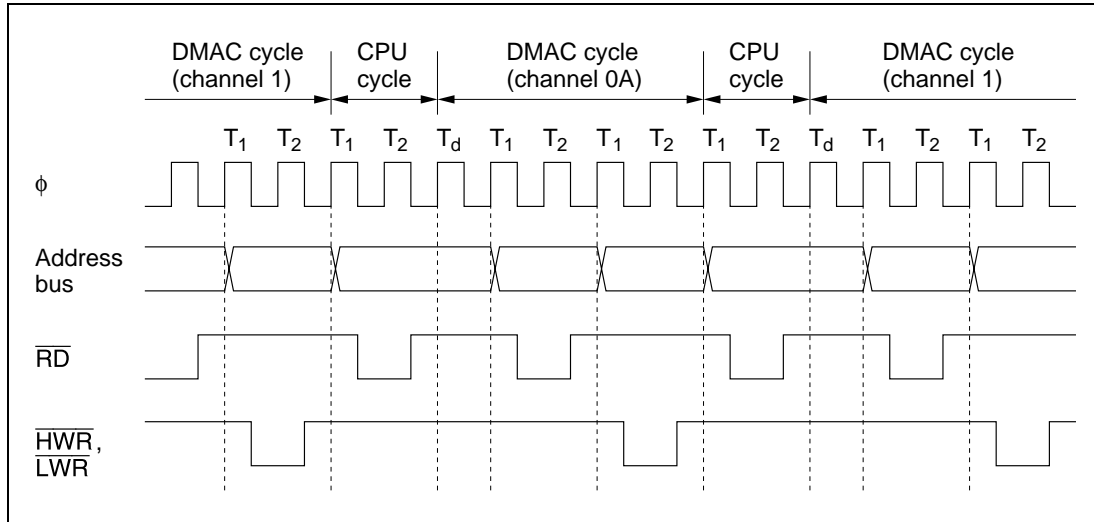 DMAC cycle (channel 1)
CPU cycle
DMAC cycle (channel 0A)
CPU cycle
DMAC cycle (channel 1)
T1 T2 T1 T2 Td T1 T2 T1 T2 T1 T2 Td T1 T2 T1 T2
φ
Address bus
RD
HWR, LWR